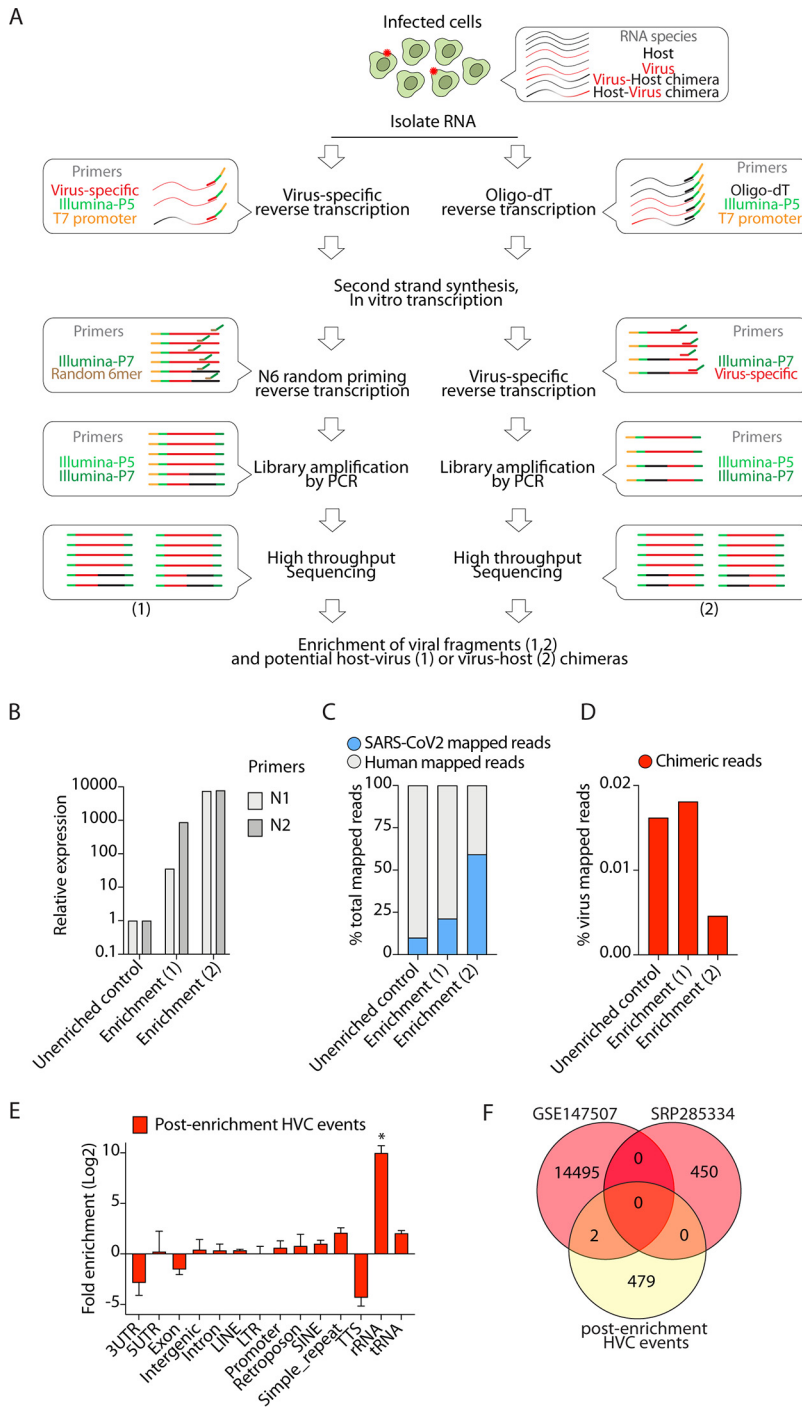 A
Infected cells
RNA species
Host
Virus
Virus-Host chimera
Host-Virus chimera
Isolate RNA
Primers
Virus-specific
Illumina-P5
T7 promoter
Virus-specific
reverse transcription
Oligo-dT
reverse transcription
Primers
Oligo-dT
Illumina-P5
T7 promoter
Second strand synthesis,
In vitro transcription
Primers
Illumina-P7
Random 6mer
N6 random priming
reverse transcription
Virus-specific
reverse transcription
Primers
Illumina-P7
Virus-specific
Primers
Illumina-P5
Illumina-P7
Library amplification
by PCR
Library amplification
by PCR
Primers
Illumina-P5
Illumina-P7
(1)
High throughput
Sequencing
High throughput
Sequencing
(2)
Enrichment of viral fragments (1,2)
and potential host-virus (1) or virus-host (2) chimeras
B
Relative expression
10000
1000
100
10
1
0.1
Primers
N1
N2
Unenriched control
Enrichment (1)
Enrichment (2)
C
SARS-CoV2 mapped reads
Human mapped reads
% total mapped reads
100
75
50
25
0
Unenriched control
Enrichment (1)
Enrichment (2)
D
Chimeric reads
% virus mapped reads
0.02
0.01
0.00
Unenriched control
Enrichment (1)
Enrichment (2)
E
Post-enrichment HVC events
Fold enrichment (Log2)
10
5
0
-5
*
3UTR
5UTR
Exon
Intergenic
Intron
LINE
LTR
Promoter
Retroposon
SINE
Simple_repeat
TTS
rRNA
tRNA
F
GSE147507
SRP285334
14495
0
450
0
2
0
479
post-enrichment
HVC events